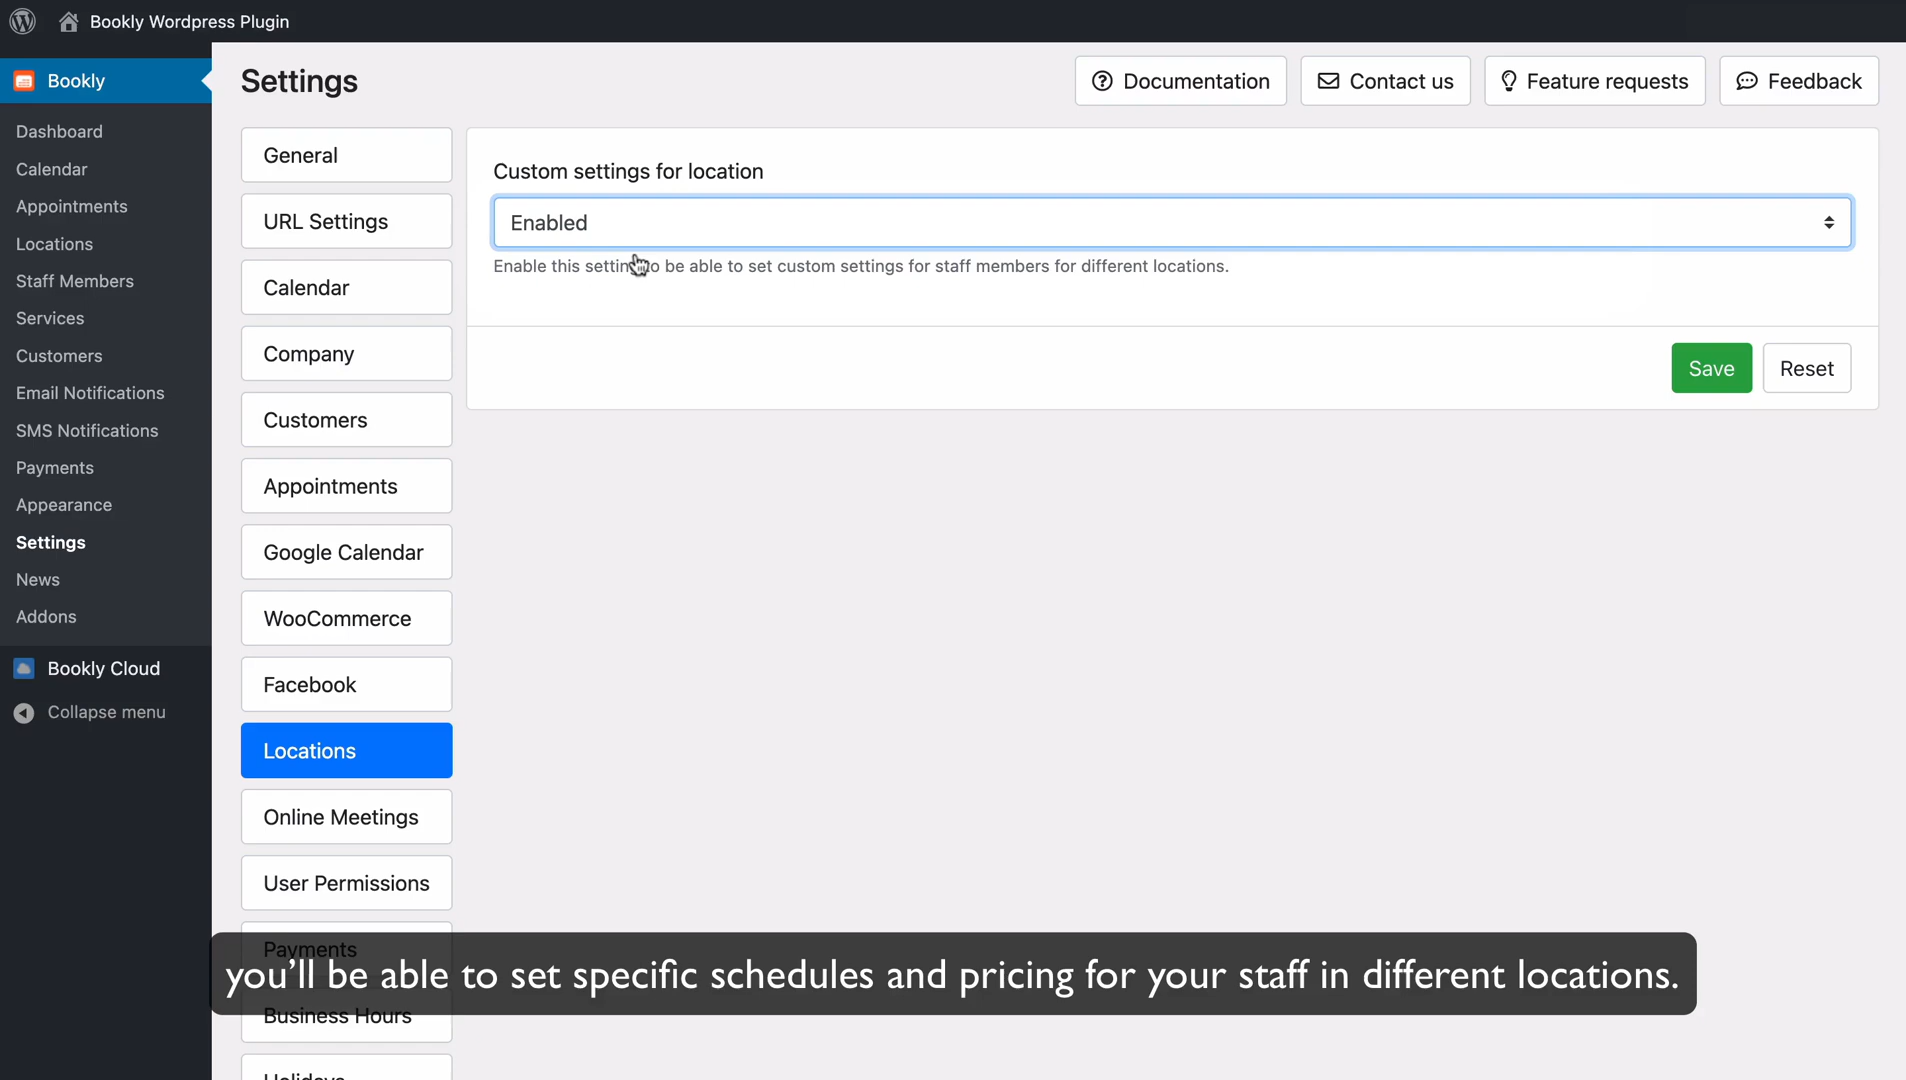 Bookly Wordpress Plugin
Bookly
Dashboard
Calendar
Appointments
Locations
Staff Members
Services
Customers
Email Notifications
SMS Notifications
Payments
Appearance
Settings
News
Addons
Bookly Cloud
Collapse menu
Settings
Documentation
Contact us
Feature requests
Feedback
General
URL Settings
Calendar
Company
Customers
Appointments
Google Calendar
WooCommerce
Facebook
Locations
Online Meetings
User Permissions
Payments
Business Hours
Holidays
Custom settings for location
Enabled
Enable this setting to be able to set custom settings for staff members for different locations.
Save
Reset
you'll be able to set specific schedules and pricing for your staff in different locations.